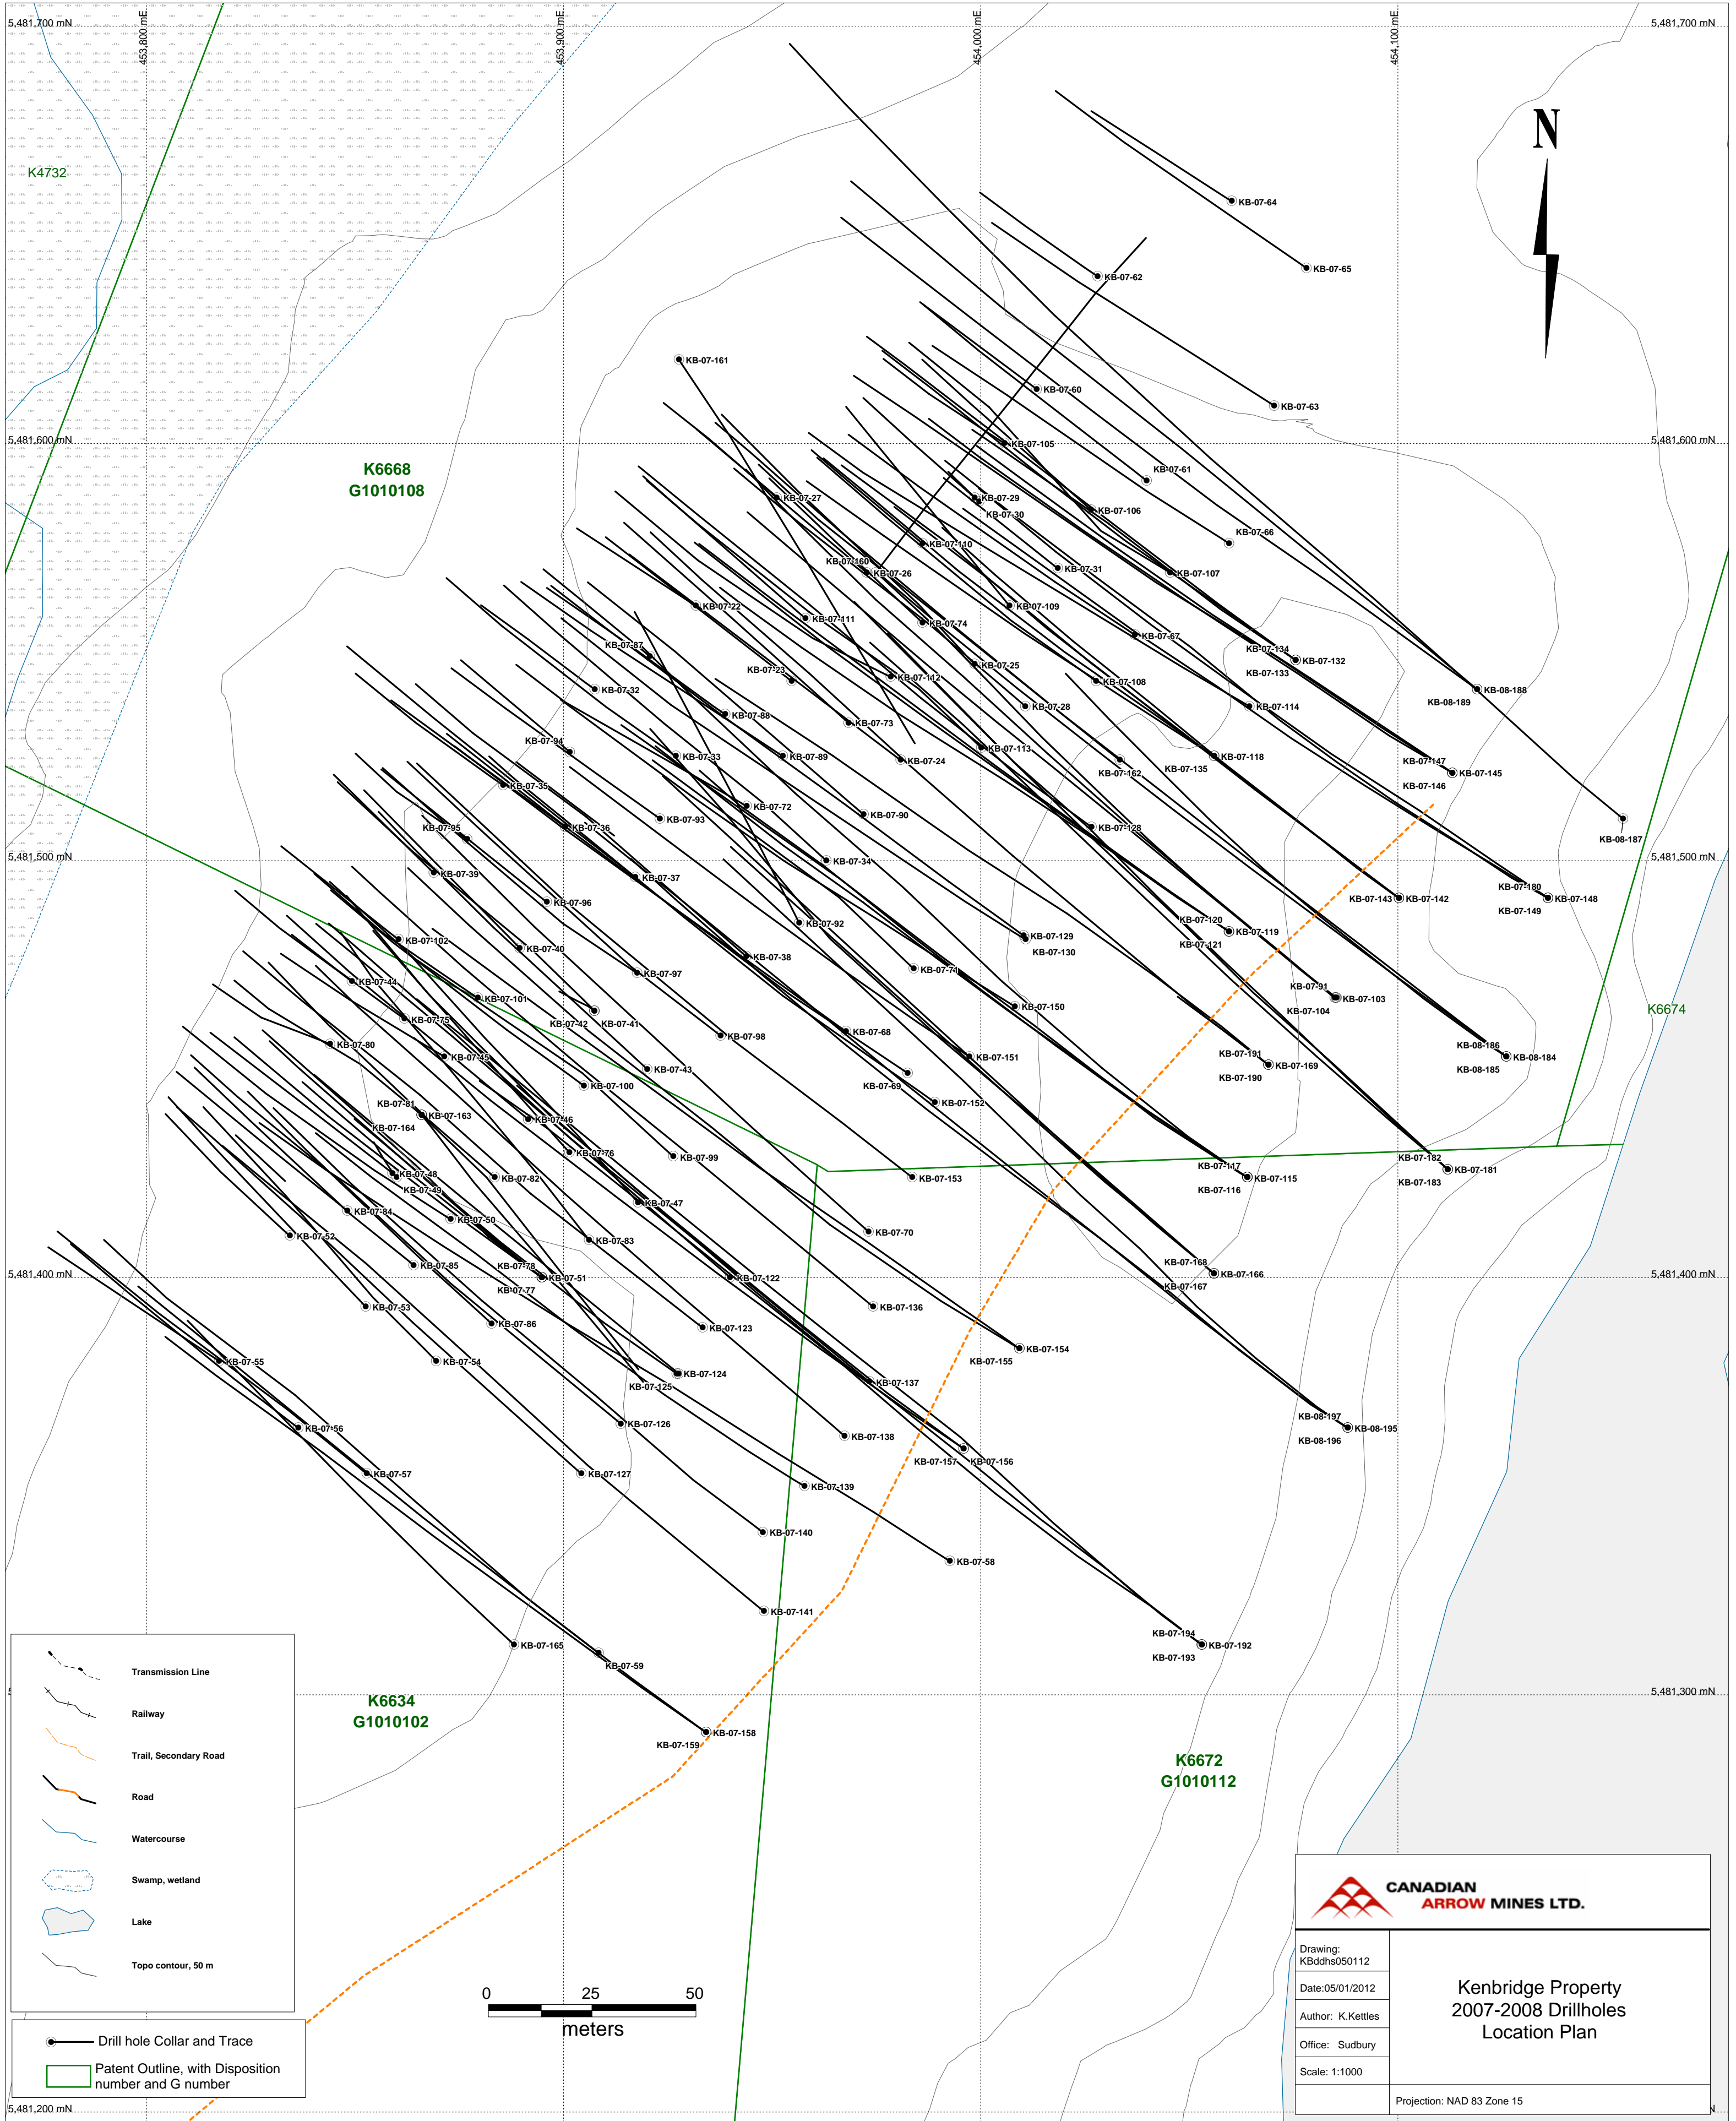 5,481,700 mN
453,800 mE
453,900 mE
454,000 mE
454,100 mE
5,481,700 mN
N
K4732
KB-07-64
KB-07-65
KB-07-62
KB-07-161
KB-07-60
KB-07-63
5,481,600 mN
KB-07-105
5,481,600 mN
K6668
G1010108
KB-07-61
KB-07-27
KB-07-29
KB-07-30
KB-07-106
KB-07-66
KB-07-110
KB-07-160
KB-07-26
KB-07-31
KB-07-107
KB-07-22
KB-07-109
KB-07-111
KB-07-74
KB-07-67
KB-07-87
KB-07-134
KB-07-132
KB-07-133
KB-07-25
KB-07-23
KB-07-112
KB-07-108
KB-07-32
KB-08-188
KB-08-189
KB-07-28
KB-07-114
KB-07-88
KB-07-73
KB-07-94
KB-07-113
KB-07-33
KB-07-89
KB-07-24
KB-07-118
KB-07-162
KB-07-135
KB-07-147
KB-07-145
KB-07-146
KB-07-35
KB-07-72
KB-07-90
KB-07-93
KB-07-36
KB-07-95
KB-07-128
KB-08-187
5,481,500 mN
KB-07-34
5,481,500 mN
KB-07-39
KB-07-37
KB-07-180
KB-07-148
KB-07-149
KB-07-96
KB-07-143
KB-07-142
KB-07-92
KB-07-120
KB-07-119
KB-07-121
KB-07-102
KB-07-40
KB-07-129
KB-07-130
KB-07-38
KB-07-97
KB-07-71
KB-07-44
KB-07-91
KB-07-103
KB-07-104
KB-07-101
KB-07-150
K6674
KB-07-42
KB-07-41
KB-07-75
KB-07-98
KB-07-68
KB-07-80
KB-07-45
KB-07-151
KB-08-186
KB-08-184
KB-08-185
KB-07-191
KB-07-169
KB-07-190
KB-07-43
KB-07-69
KB-07-100
KB-07-81
KB-07-163
KB-07-164
KB-07-152
KB-07-46
KB-07-76
KB-07-99
KB-07-182
KB-07-181
KB-07-183
KB-07-117
KB-07-115
KB-07-116
KB-07-48
KB-07-49
KB-07-82
KB-07-153
KB-07-84
KB-07-47
KB-07-50
KB-07-70
KB-07-52
KB-07-83
KB-07-85
KB-07-78
KB-07-51
KB-07-77
5,481,400 mN
KB-07-122
KB-07-168
KB-07-166
KB-07-167
5,481,400 mN
KB-07-53
KB-07-136
KB-07-86
KB-07-123
KB-07-154
KB-07-155
KB-07-55
KB-07-54
KB-07-124
KB-07-125
KB-07-137
KB-07-56
KB-07-126
KB-08-197
KB-08-195
KB-08-196
KB-07-138
KB-07-157
KB-07-156
KB-07-57
KB-07-127
KB-07-139
KB-07-140
KB-07-58
KB-07-141
KB-07-194
KB-07-192
KB-07-193
KB-07-165
KB-07-59
5,481,300 mN
K6634
G1010102
KB-07-158
KB-07-159
K6672
G1010112
Transmission Line
Railway
Trail, Secondary Road
Road
Watercourse
Swamp, wetland
Lake
Topo contour, 50 m
Drill hole Collar and Trace
Patent Outline, with Disposition
number and G number
0 25 50
meters
CANADIAN
ARROW MINES LTD.
Drawing:
KBddhs050112
Date:05/01/2012
Author: K.Kettles
Office: Sudbury
Scale: 1:1000
Kenbridge Property
2007-2008 Drillholes
Location Plan
Projection: NAD 83 Zone 15
5,481,200 mN